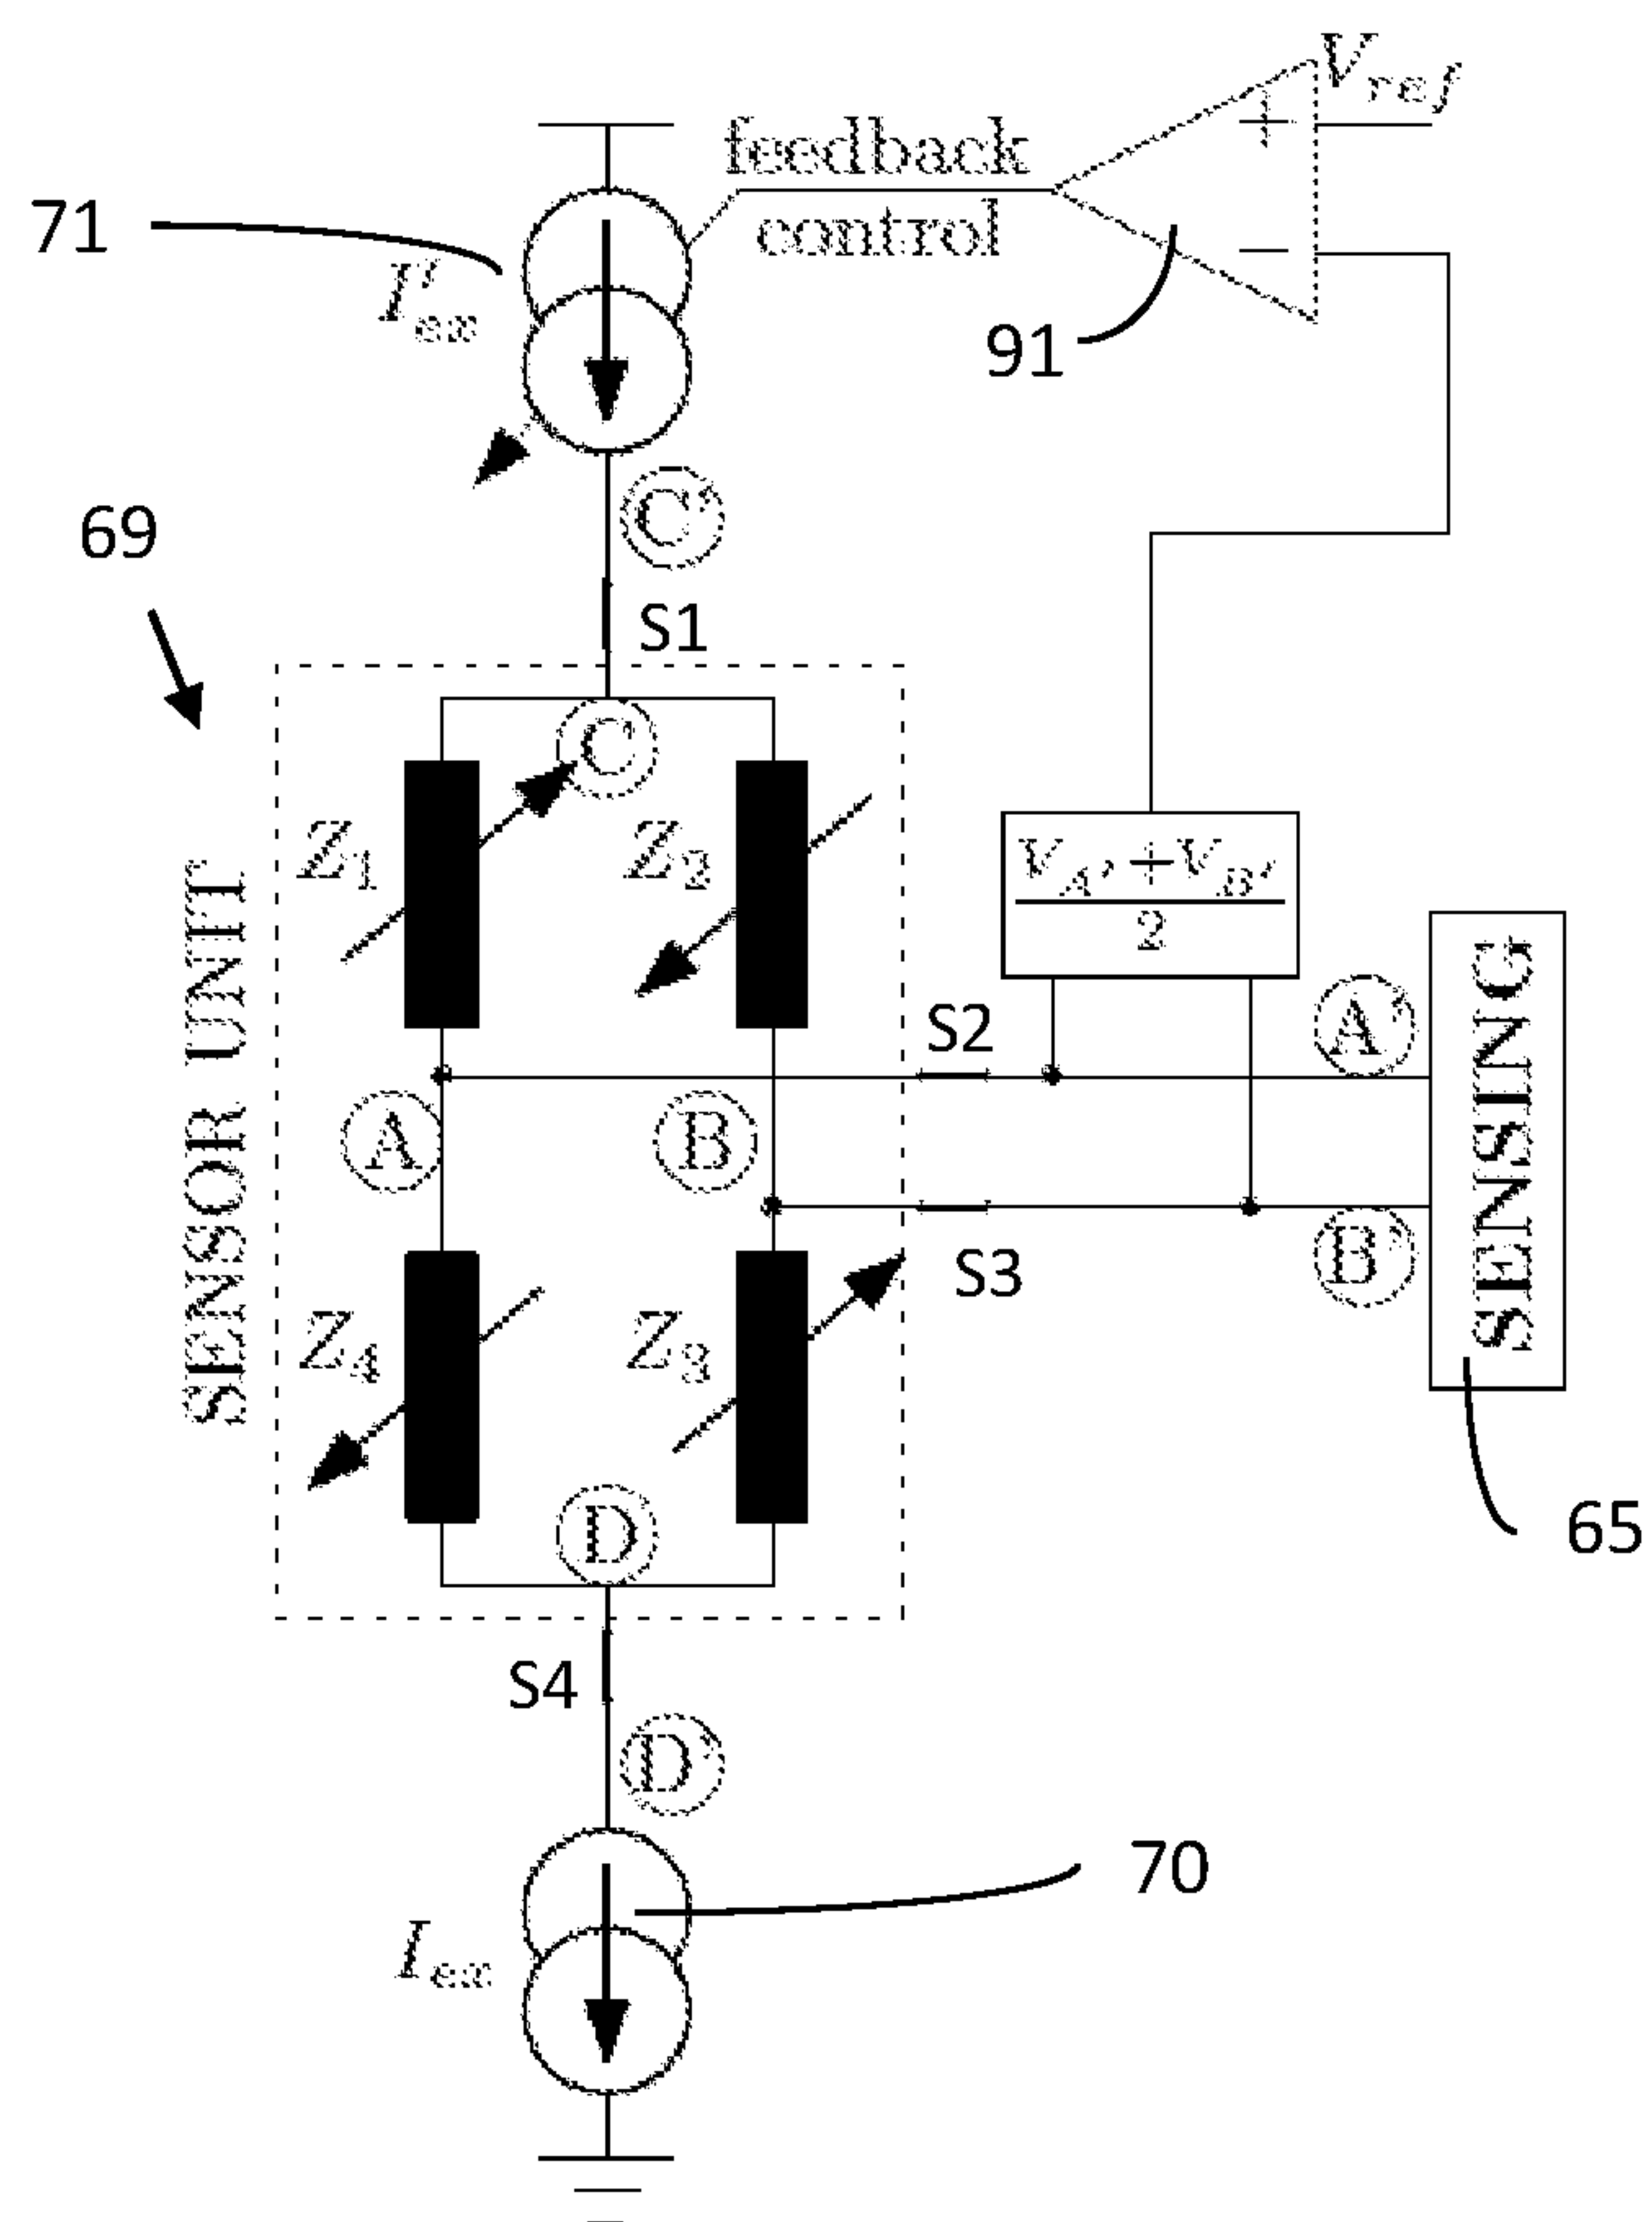 V_ref
+
feedback
control
−
71
I'_ex
91
C'
69
S1
C
Z_1
Z_2
V_A' + V_B'
2
SENSOR UNIT
S2
A'
SENSING
A
B
S3
B'
Z_4
Z_3
D
65
S4
D'
70
I_ex